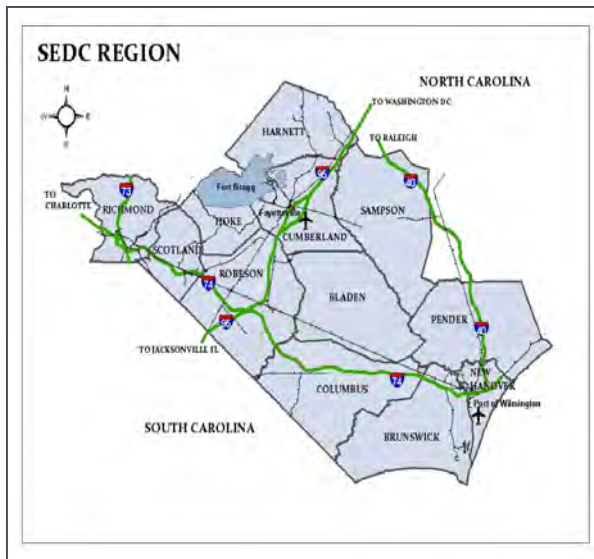 SEDC REGION
NORTH CAROLINA
N
W E
S
TO WASHINGTON DC
HARNETT
TO RALEIGH
95
73
40
TO
CHARLOTTE
RICHMOND
Fort Bragg
Fayetteville
SAMPSON
HOKE
CUMBERLAND
SCOTLAND
ROBESON
74
BLADEN
95
PENDER
40
TO JACKSONVILLE FL
NEW
HANOVER
COLUMBUS
74
Port of Wilmington
SOUTH CAROLINA
BRUNSWICK